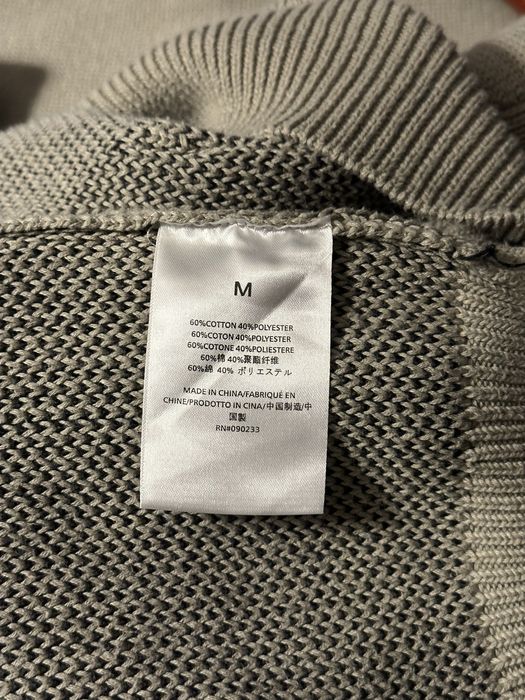 M
60%COTTON 40%POLYESTER
60%COTON 40%POLYESTER
60%COTONE 40%POLIESTERE
60%棉 40%聚酯纤维
60%綿 40% ポリエステル
MADE IN CHINA/FABRIQUÉ EN
CHINE/PRODOTTO IN CINA/中国制造/中
国製
RN#090233